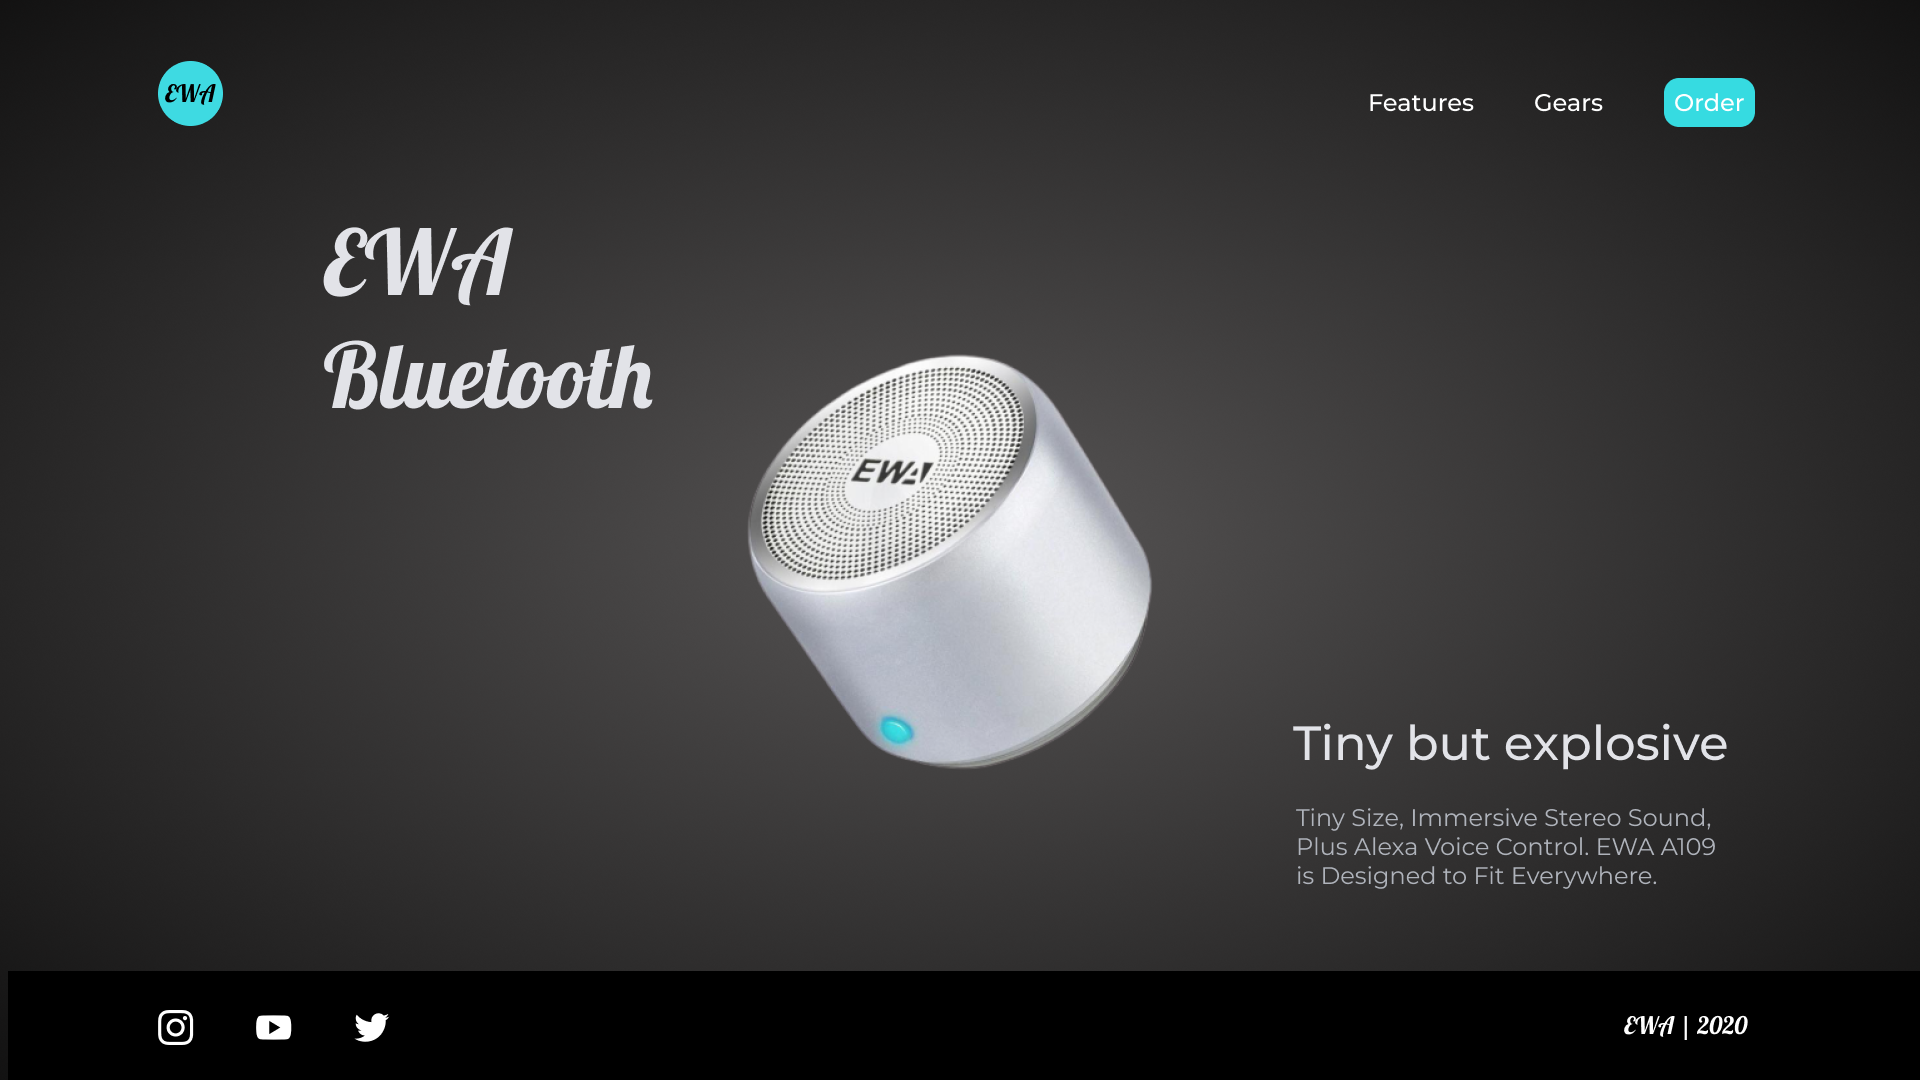 EWA
Features
Gears
Order
EWA
Bluetooth
EWA
Tiny but explosive
Tiny Size, Immersive Stereo Sound,
Plus Alexa Voice Control. EWA A109
is Designed to Fit Everywhere.
EWA | 2020